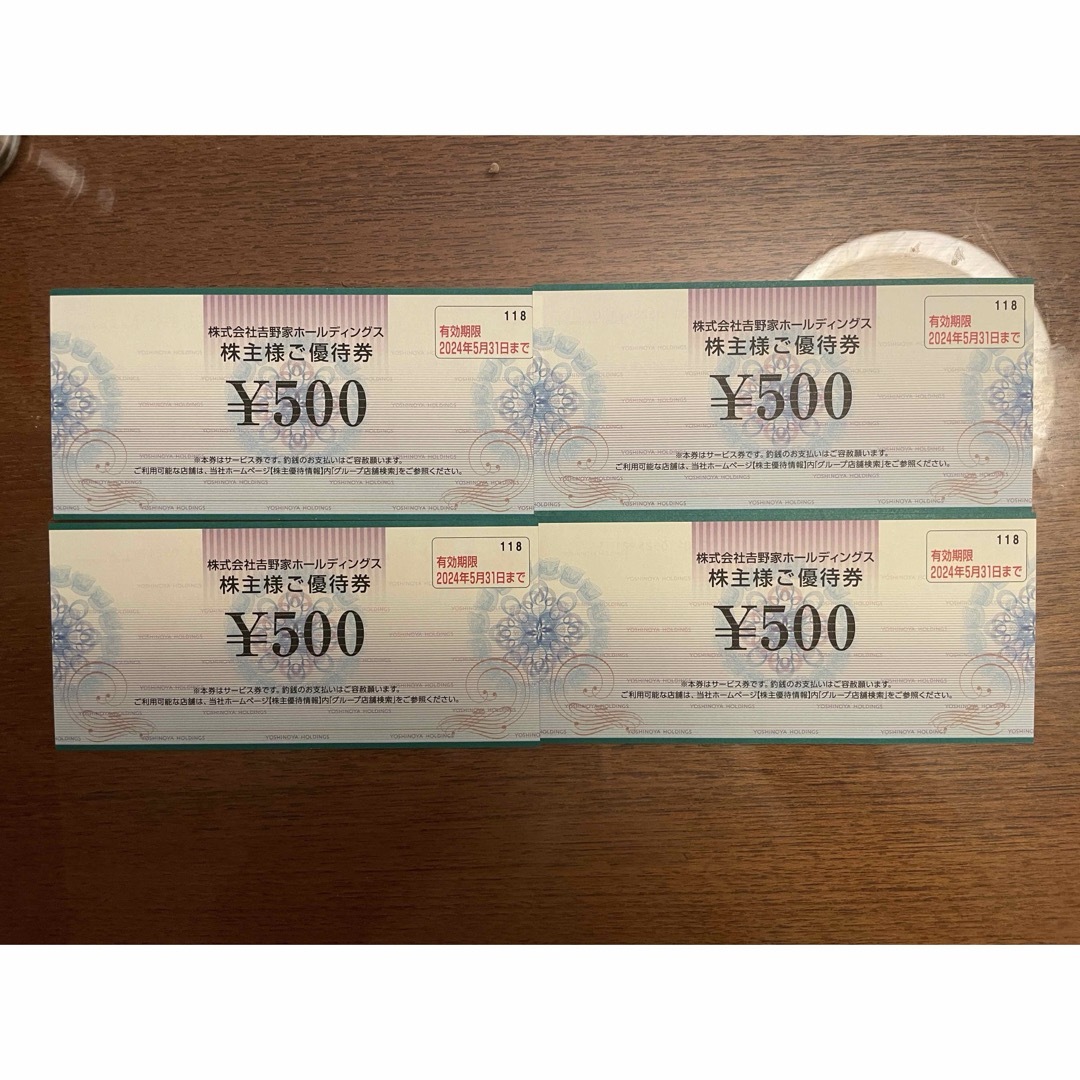 118
有効期限
2024年5月31日まで
株式会社𠮷野家ホールディングス
株主様ご優待券
¥500
※本券はサービス券です。釣銭のお支払いはご容赦願います。
ご利用可能な店舗は、当社ホームページ【株主優待情報】内「グループ店舗検索」をご参照ください。
YOSHINOYA HOLDINGS
118
有効期限
2024年5月31日まで
株式会社𠮷野家ホールディングス
株主様ご優待券
¥500
※本券はサービス券です。釣銭のお支払いはご容赦願います。
ご利用可能な店舗は、当社ホームページ【株主優待情報】内「グループ店舗検索」をご参照ください。
YOSHINOYA HOLDINGS
118
有効期限
2024年5月31日まで
株式会社𠮷野家ホールディングス
株主様ご優待券
¥500
※本券はサービス券です。釣銭のお支払いはご容赦願います。
ご利用可能な店舗は、当社ホームページ【株主優待情報】内「グループ店舗検索」をご参照ください。
YOSHINOYA HOLDINGS
118
有効期限
2024年5月31日まで
株式会社𠮷野家ホールディングス
株主様ご優待券
¥500
※本券はサービス券です。釣銭のお支払いはご容赦願います。
ご利用可能な店舗は、当社ホームページ【株主優待情報】内「グループ店舗検索」をご参照ください。
YOSHINOYA HOLDINGS